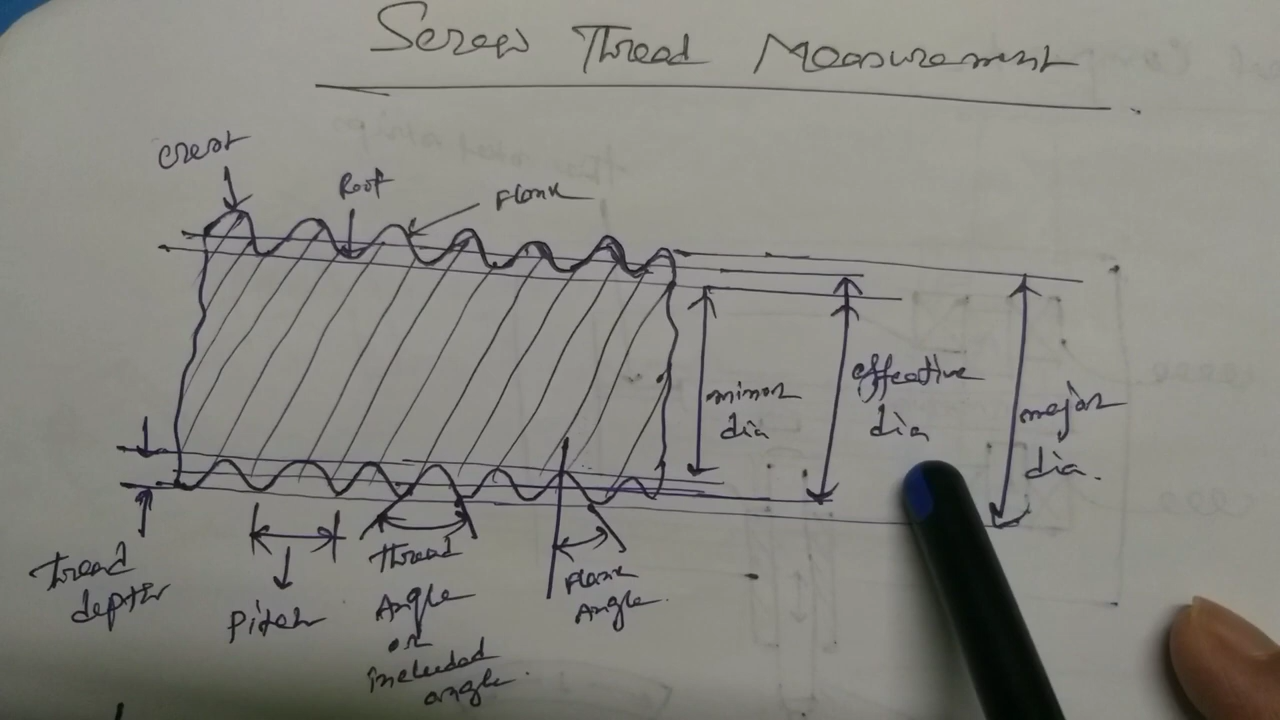 Screw Thread Measurement
Crest
Root
Flank
minor
dia
effective
dia
major
dia.
Tread
depth
Pitch
Thread
Angle
or
included
angle.
Flank
Angle.